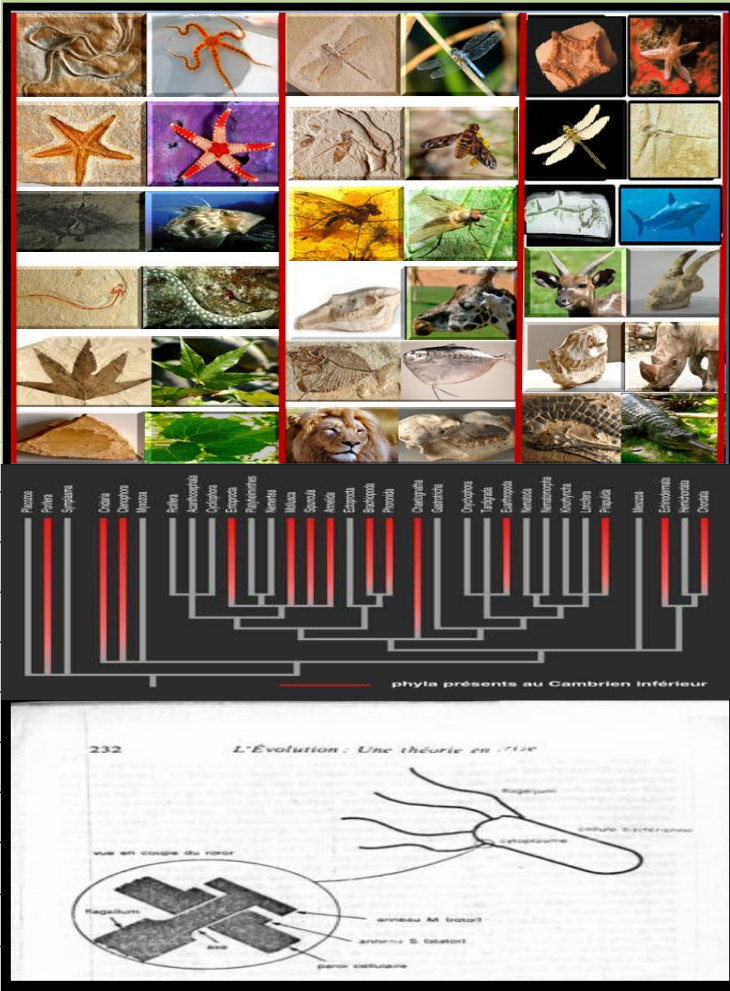 Placozoa
Porifera
Symplasma
Cnidaria
Ctenophora
Myxozoa
Rotifera
Acanthocephala
Cycliophora
Entoprocta
Platyhelminthes
Nemertea
Mollusca
Sipuncula
Annelida
Ectoprocta
Brachiopoda
Phoronida
Chaetognatha
Gastrotricha
Onychophora
Tardigrada
Euarthropoda
Nematoda
Nematomorpha
Kinorhyncha
Loricifera
Priapulida
Mesozoa
Echinodermata
Hemichordata
Chordata
phyla présents au Cambrien inférieur
232
L'Évolution : Une théorie en crise
flagellum
cellule bactérienne
cytoplasme
vue en coupe du rotor
flagellum
axe
anneau M (rotor)
anneau S (stator)
paroi cellulaire